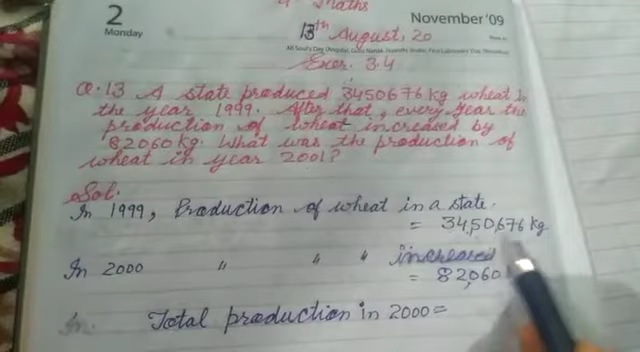 Maths
2
Monday
November '09
13th August, 20
Exer. 3.4
Q.13 A state produced 3450676 kg wheat in
the year 1999. After that, every year the
production of wheat increased by
82060 kg. What was the production of
wheat in year 2001?
Sol.
In 1999, Production of wheat in a state.
= 34,50,676 kg
In 2000 " " " increased
= 82,060
Total production in 2000 =